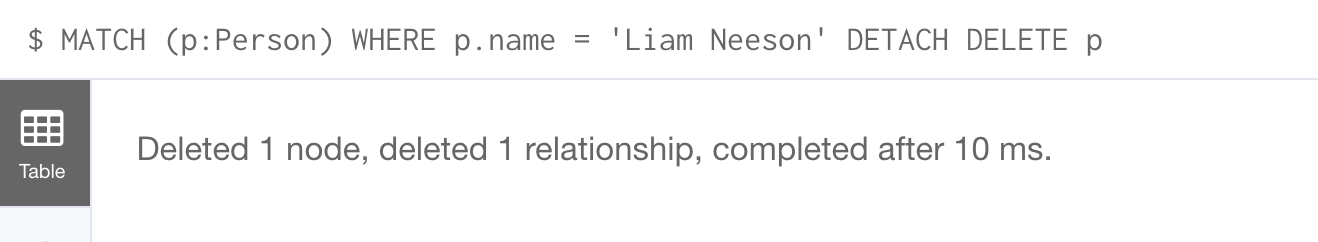 $ MATCH (p:Person) WHERE p.name = 'Liam Neeson' DETACH DELETE p
Table
Deleted 1 node, deleted 1 relationship, completed after 10 ms.